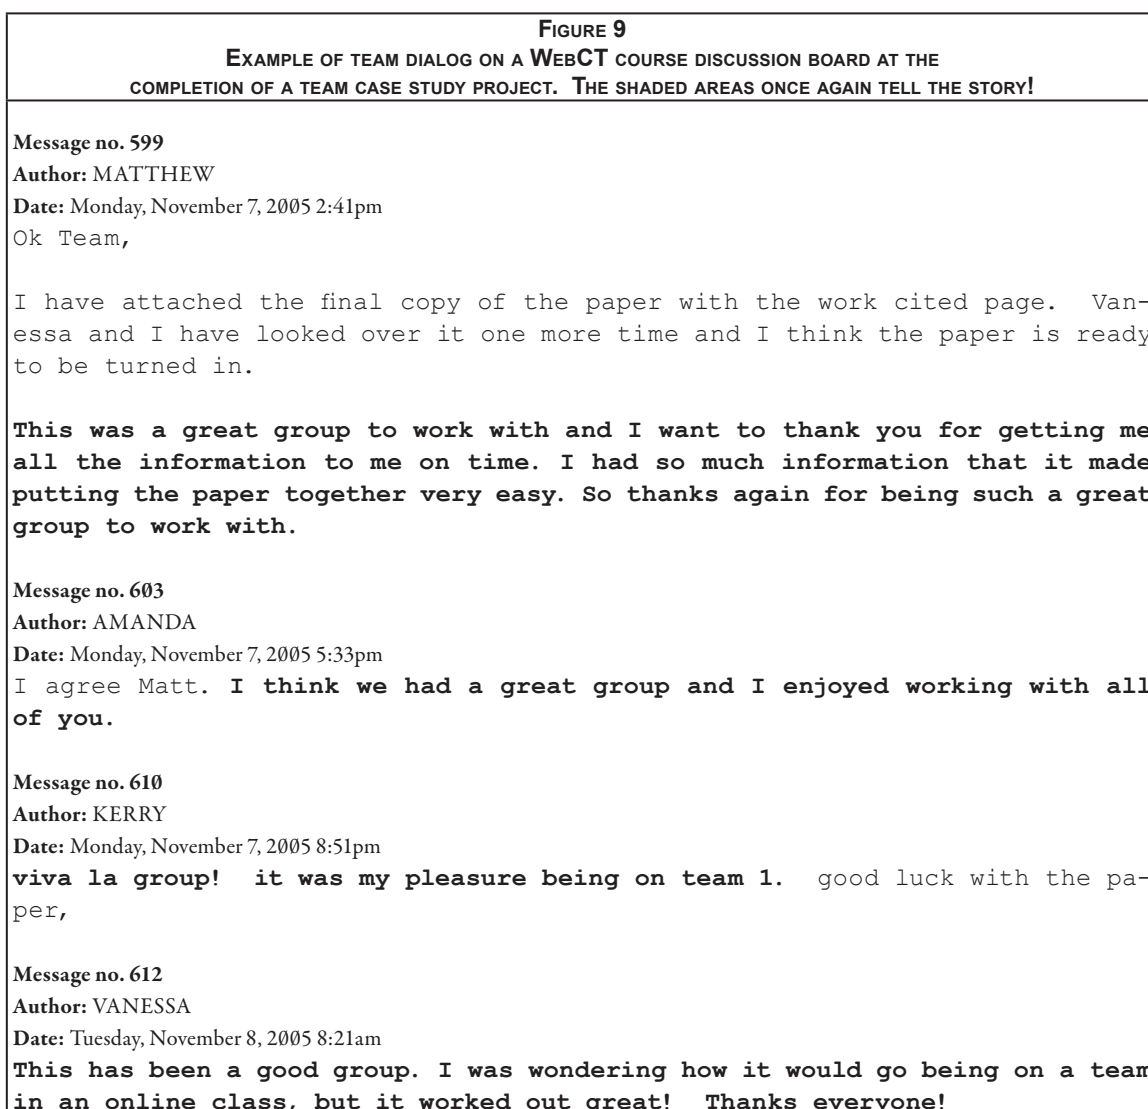 FIGURE 9
EXAMPLE OF TEAM DIALOG ON A WEBCT COURSE DISCUSSION BOARD AT THE
COMPLETION OF A TEAM CASE STUDY PROJECT.  THE SHADED AREAS ONCE AGAIN TELL THE STORY!
Message no. 599
Author: MATTHEW
Date: Monday, November 7, 2005 2:41pm
Ok Team,
I have attached the final copy of the paper with the work cited page.  Van-
essa and I have looked over it one more time and I think the paper is ready
to be turned in.
This was a great group to work with and I want to thank you for getting me
all the information to me on time. I had so much information that it made
putting the paper together very easy. So thanks again for being such a great
group to work with.
Message no. 603
Author: AMANDA
Date: Monday, November 7, 2005 5:33pm
I agree Matt. I think we had a great group and I enjoyed working with all
of you.
Message no. 610
Author: KERRY
Date: Monday, November 7, 2005 8:51pm
viva la group!  it was my pleasure being on team 1.  good luck with the pa-
per,
Message no. 612
Author: VANESSA
Date: Tuesday, November 8, 2005 8:21am
This has been a good group. I was wondering how it would go being on a team
in an online class, but it worked out great!  Thanks everyone!